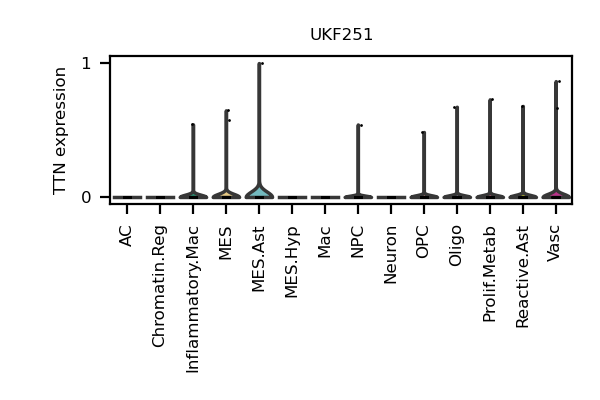 UKF251
TTN expression
1
0
AC
Chromatin.Reg
Inflammatory.Mac
MES
MES.Ast
MES.Hyp
Mac
NPC
Neuron
OPC
Oligo
Prolif.Metab
Reactive.Ast
Vasc